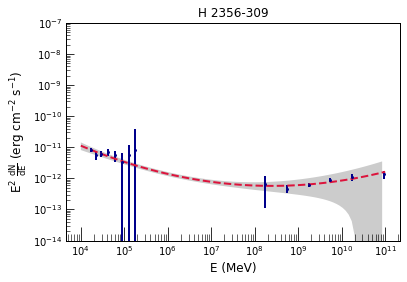 H 2356-309
E² dN/dE (erg cm⁻² s⁻¹)
10⁻⁷
10⁻⁸
10⁻⁹
10⁻¹⁰
10⁻¹¹
10⁻¹²
10⁻¹³
10⁻¹⁴
10⁴ 10⁵ 10⁶ 10⁷ 10⁸ 10⁹ 10¹⁰ 10¹¹
E (MeV)